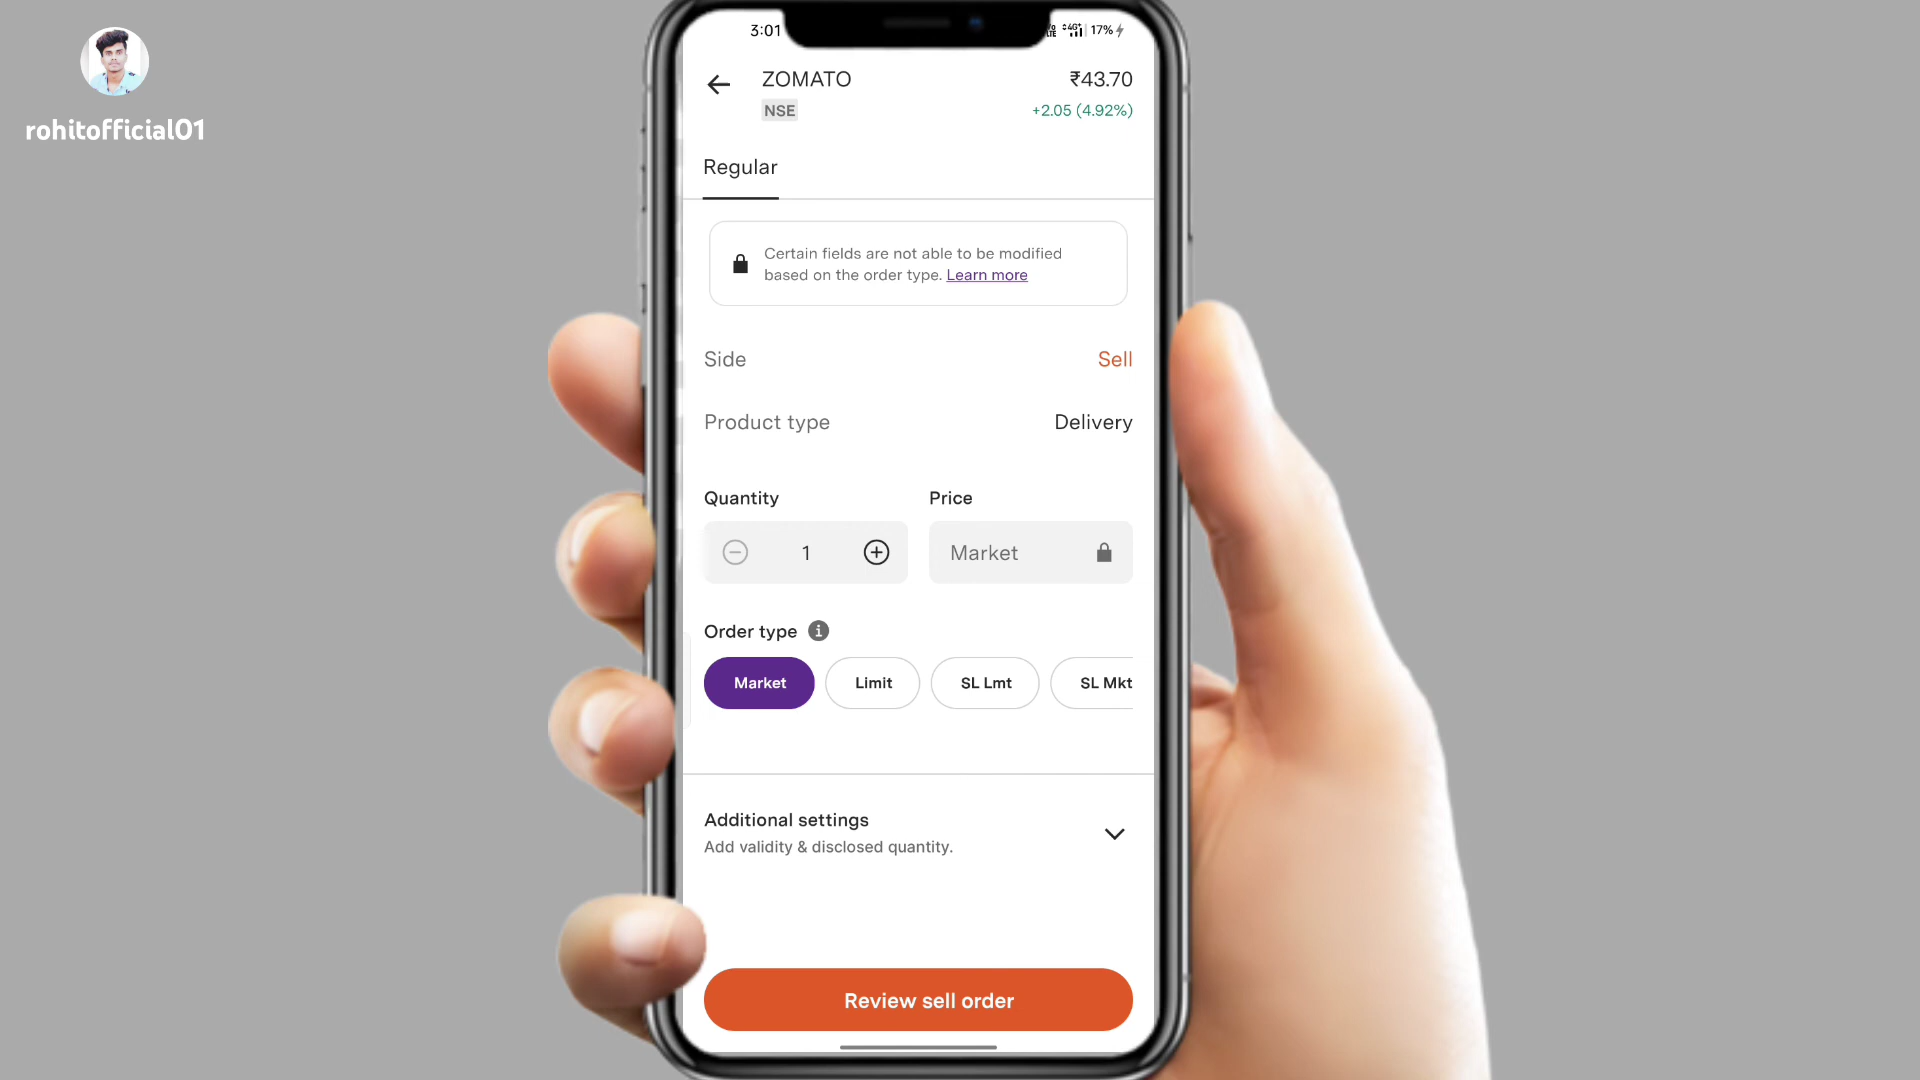 rohitofficial01
3:01
4G+ 17%
ZOMATO ₹43.70
NSE +2.05 (4.92%)
Regular
Certain fields are not able to be modified
based on the order type. Learn more
Side Sell
Product type Delivery
Quantity Price
1 Market
Order type
Market Limit SL Lmt SL Mkt
Additional settings
Add validity & disclosed quantity.
Review sell order